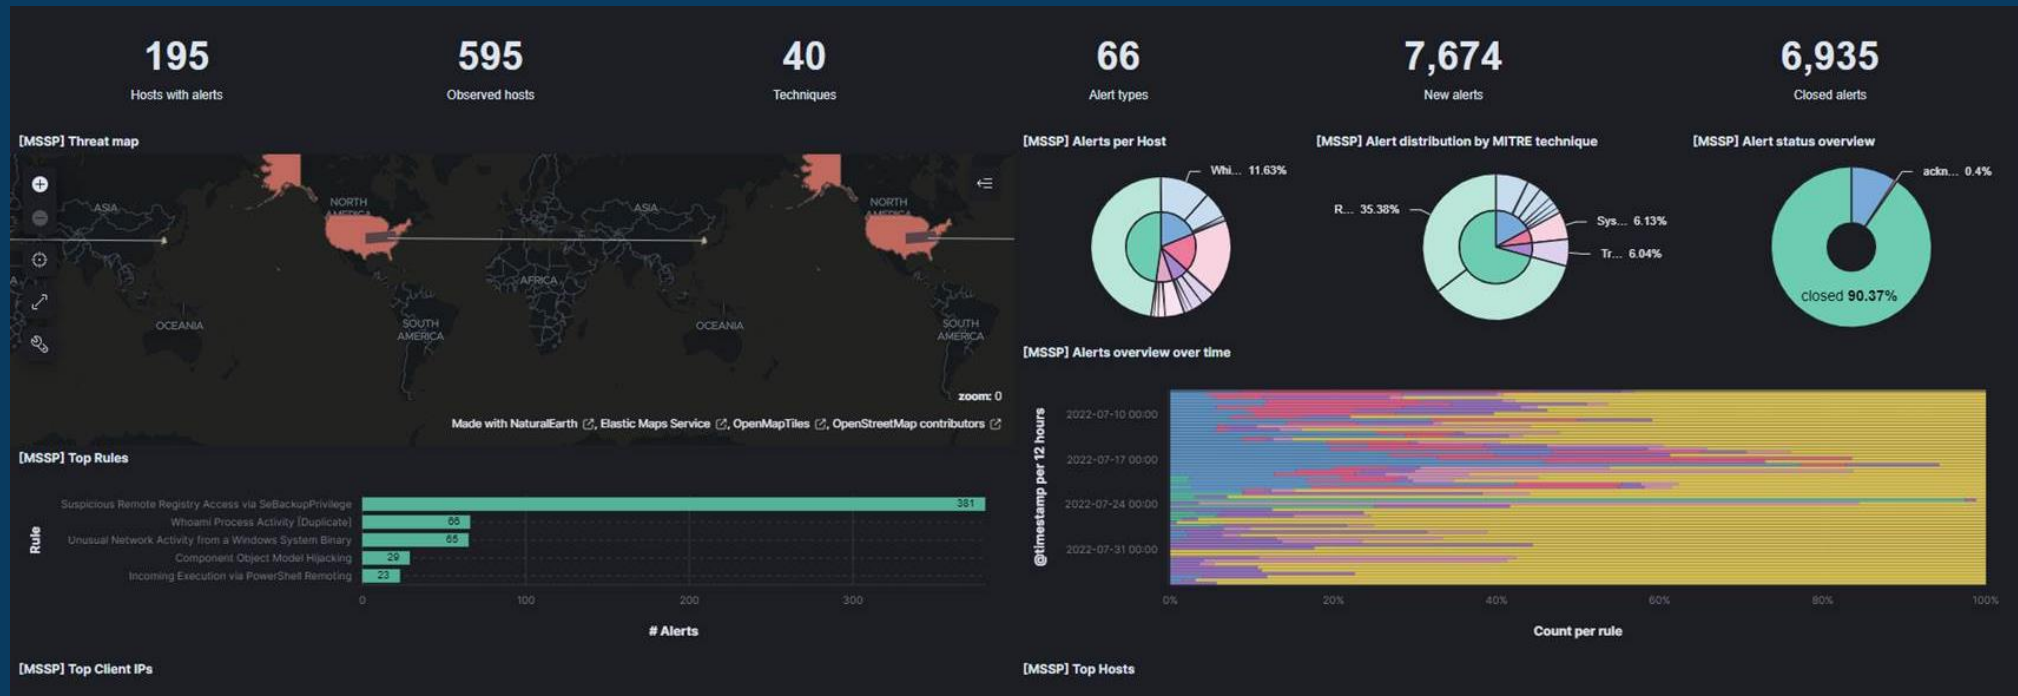 195
Hosts with alerts
595
Observed hosts
40
Techniques
66
Alert types
7,674
New alerts
6,935
Closed alerts
[MSSP] Threat map
ASIA
NORTH
AMERICA
ASIA
NORTH
AMERICA
AFRICA
OCEANIA
SOUTH
AMERICA
OCEANIA
SOUTH
AMERICA
zoom: 0
Made with NaturalEarth, Elastic Maps Service, OpenMapTiles, OpenStreetMap contributors
[MSSP] Alerts per Host
Whi... 11.63%
[MSSP] Alert distribution by MITRE technique
R... 35.38%
Sys... 6.13%
Tr... 6.04%
[MSSP] Alert status overview
ackn... 0.4%
closed 90.37%
[MSSP] Top Rules
Rule
Suspicious Remote Registry Access via SeBackupPrivilege 381
Whoami Process Activity [Duplicate] 66
Unusual Network Activity from a Windows System Binary 65
Component Object Model Hijacking 29
Incoming Execution via PowerShell Remoting 23
0 100 200 300
# Alerts
[MSSP] Alerts overview over time
@timestamp per 12 hours
2022-07-10 00:00
2022-07-17 00:00
2022-07-24 00:00
2022-07-31 00:00
0% 20% 40% 60% 80% 100%
Count per rule
[MSSP] Top Client IPs
[MSSP] Top Hosts